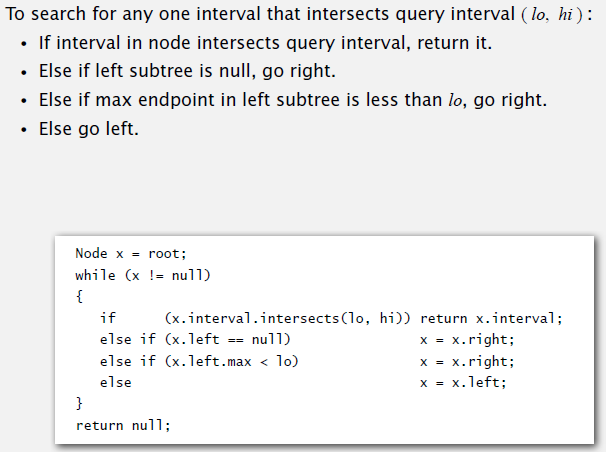 To search for any one interval that intersects query interval ( lo, hi ) :
• If interval in node intersects query interval, return it.
• Else if left subtree is null, go right.
• Else if max endpoint in left subtree is less than lo, go right.
• Else go left.
Node x = root;
while (x != null)
{
   if      (x.interval.intersects(lo, hi)) return x.interval;
   else if (x.left == null)                x = x.right;
   else if (x.left.max < lo)               x = x.right;
   else                                    x = x.left;
}
return null;